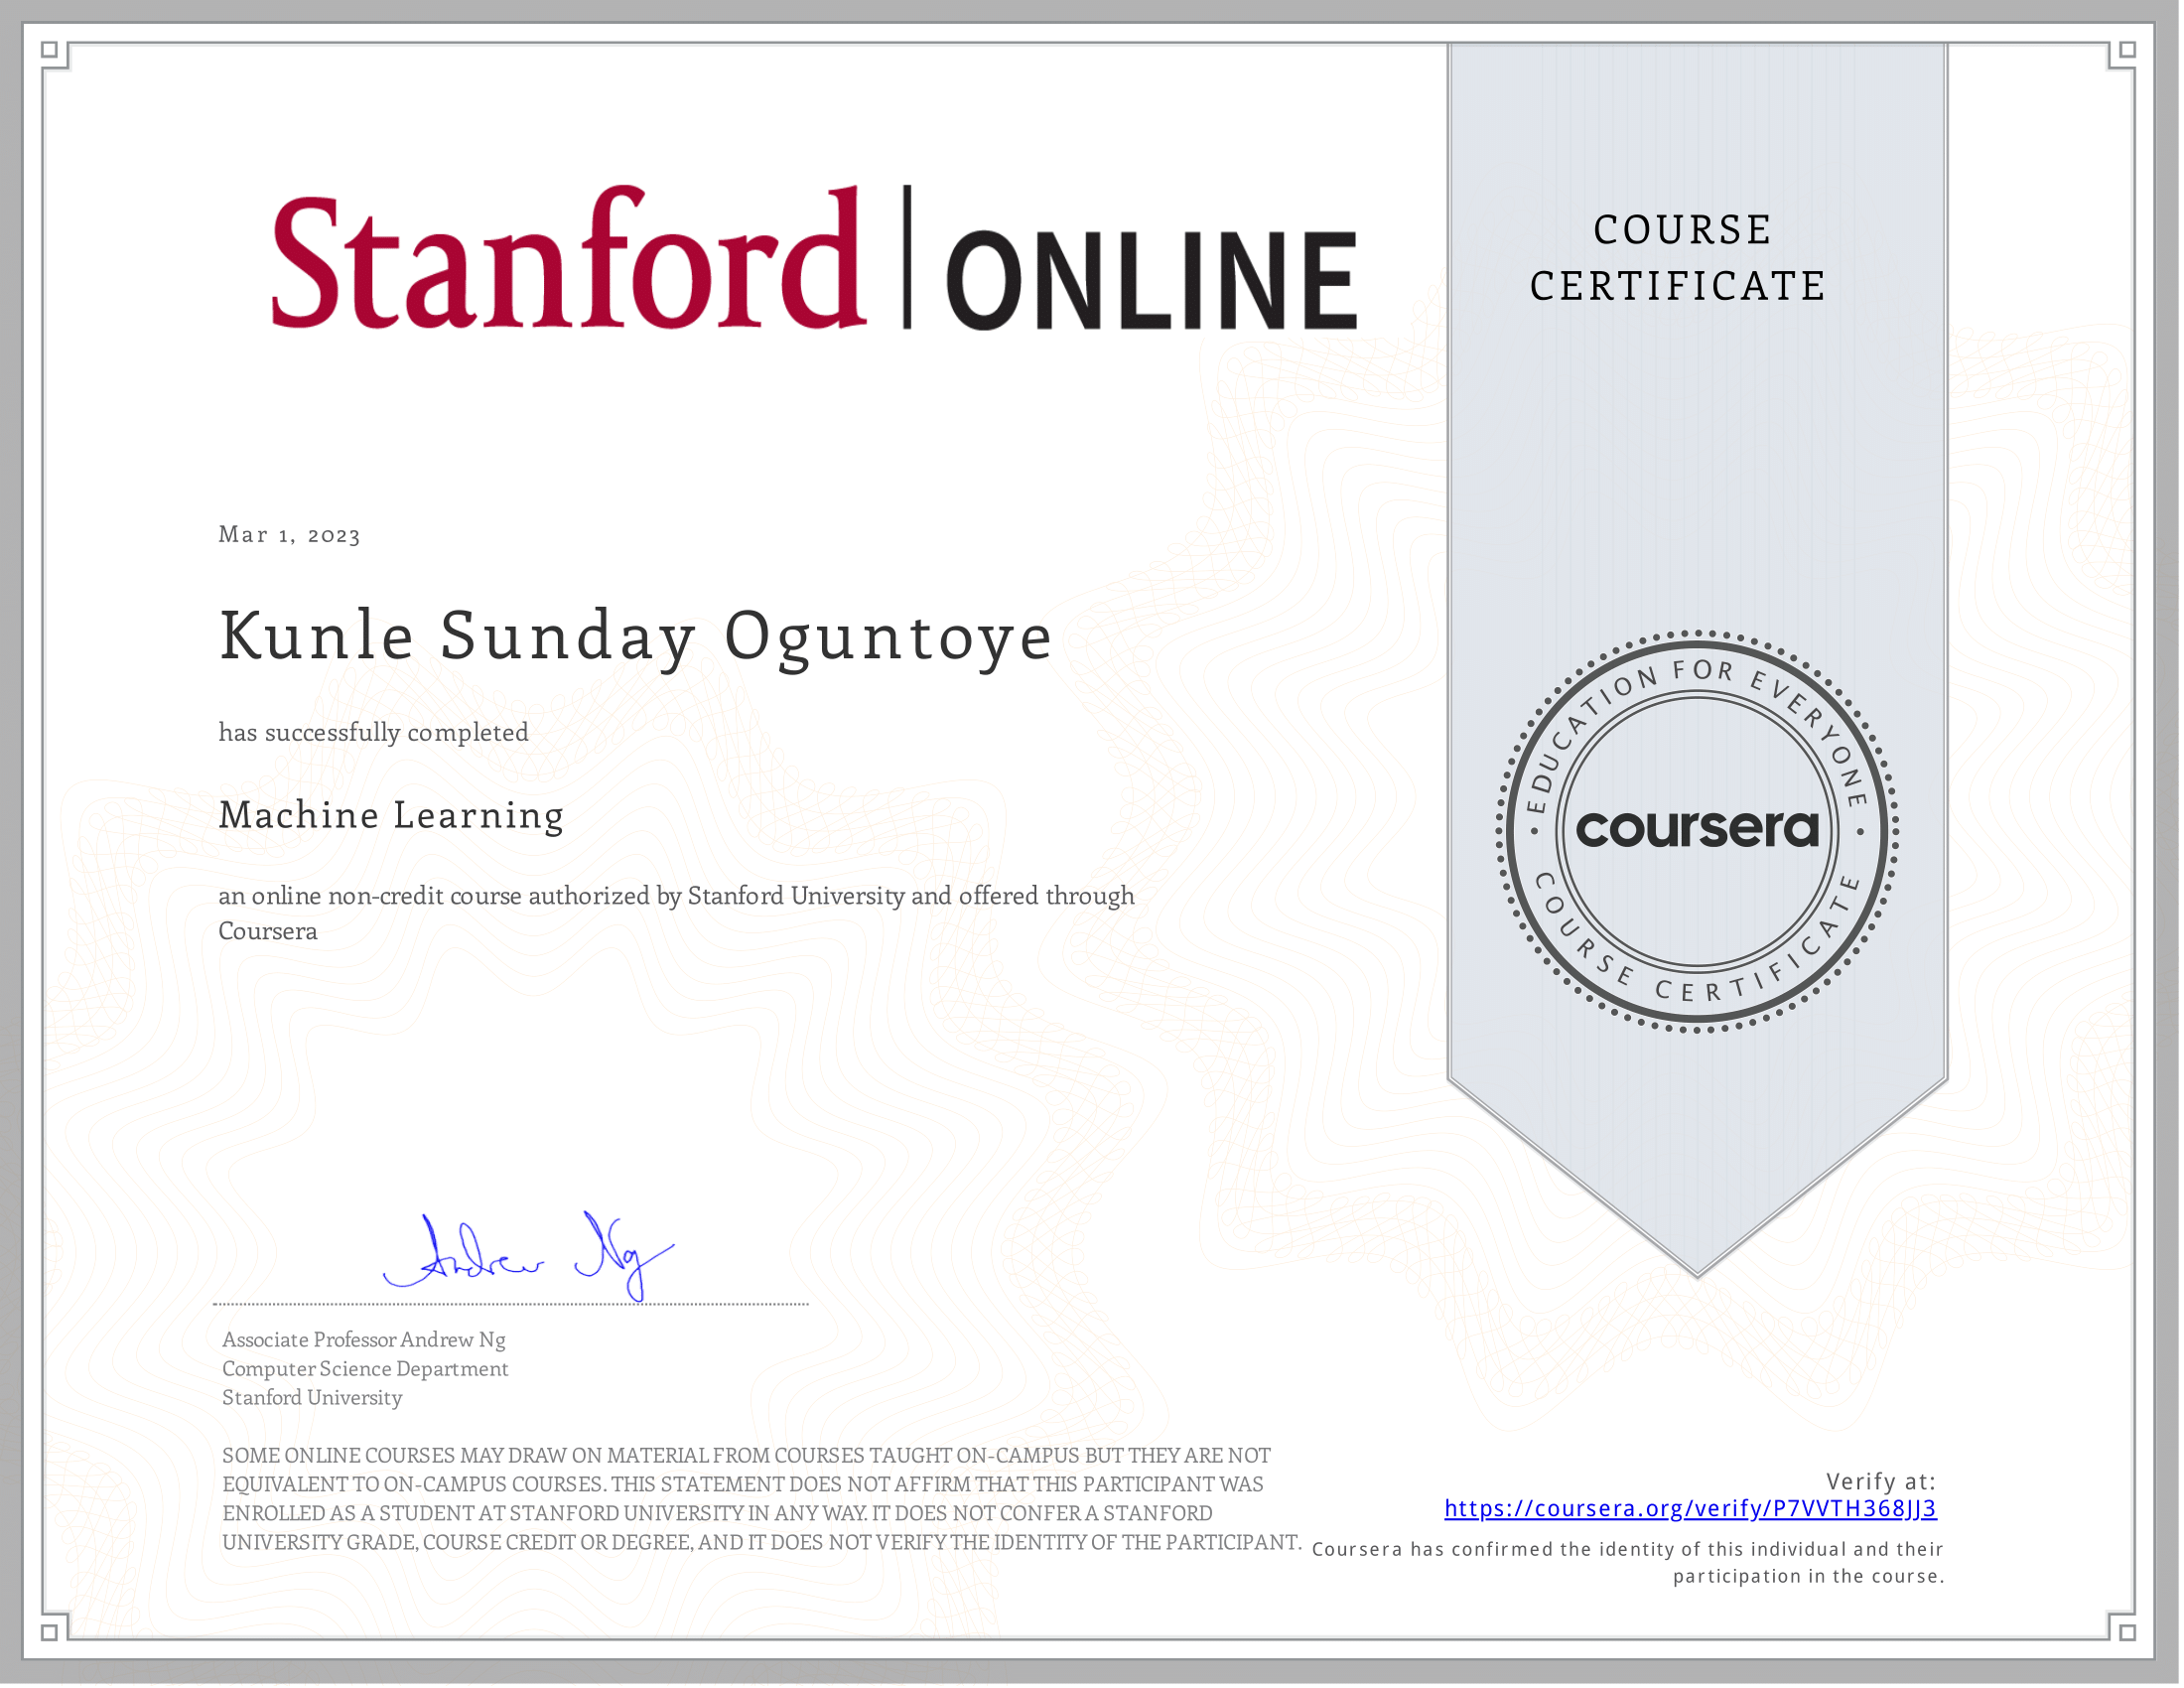 Stanford | ONLINE
COURSE
CERTIFICATE
Mar 1, 2023
Kunle Sunday Oguntoye
has successfully completed
Machine Learning
an online non-credit course authorized by Stanford University and offered through
Coursera
EDUCATION FOR EVERYONE
coursera
COURSE CERTIFICATE
Andrew Ng
Associate Professor Andrew Ng
Computer Science Department
Stanford University
SOME ONLINE COURSES MAY DRAW ON MATERIAL FROM COURSES TAUGHT ON-CAMPUS BUT THEY ARE NOT
EQUIVALENT TO ON-CAMPUS COURSES. THIS STATEMENT DOES NOT AFFIRM THAT THIS PARTICIPANT WAS
ENROLLED AS A STUDENT AT STANFORD UNIVERSITY IN ANY WAY. IT DOES NOT CONFER A STANFORD
UNIVERSITY GRADE, COURSE CREDIT OR DEGREE, AND IT DOES NOT VERIFY THE IDENTITY OF THE PARTICIPANT.
Verify at:
https://coursera.org/verify/P7VVTH368JJ3
Coursera has confirmed the identity of this individual and their
participation in the course.